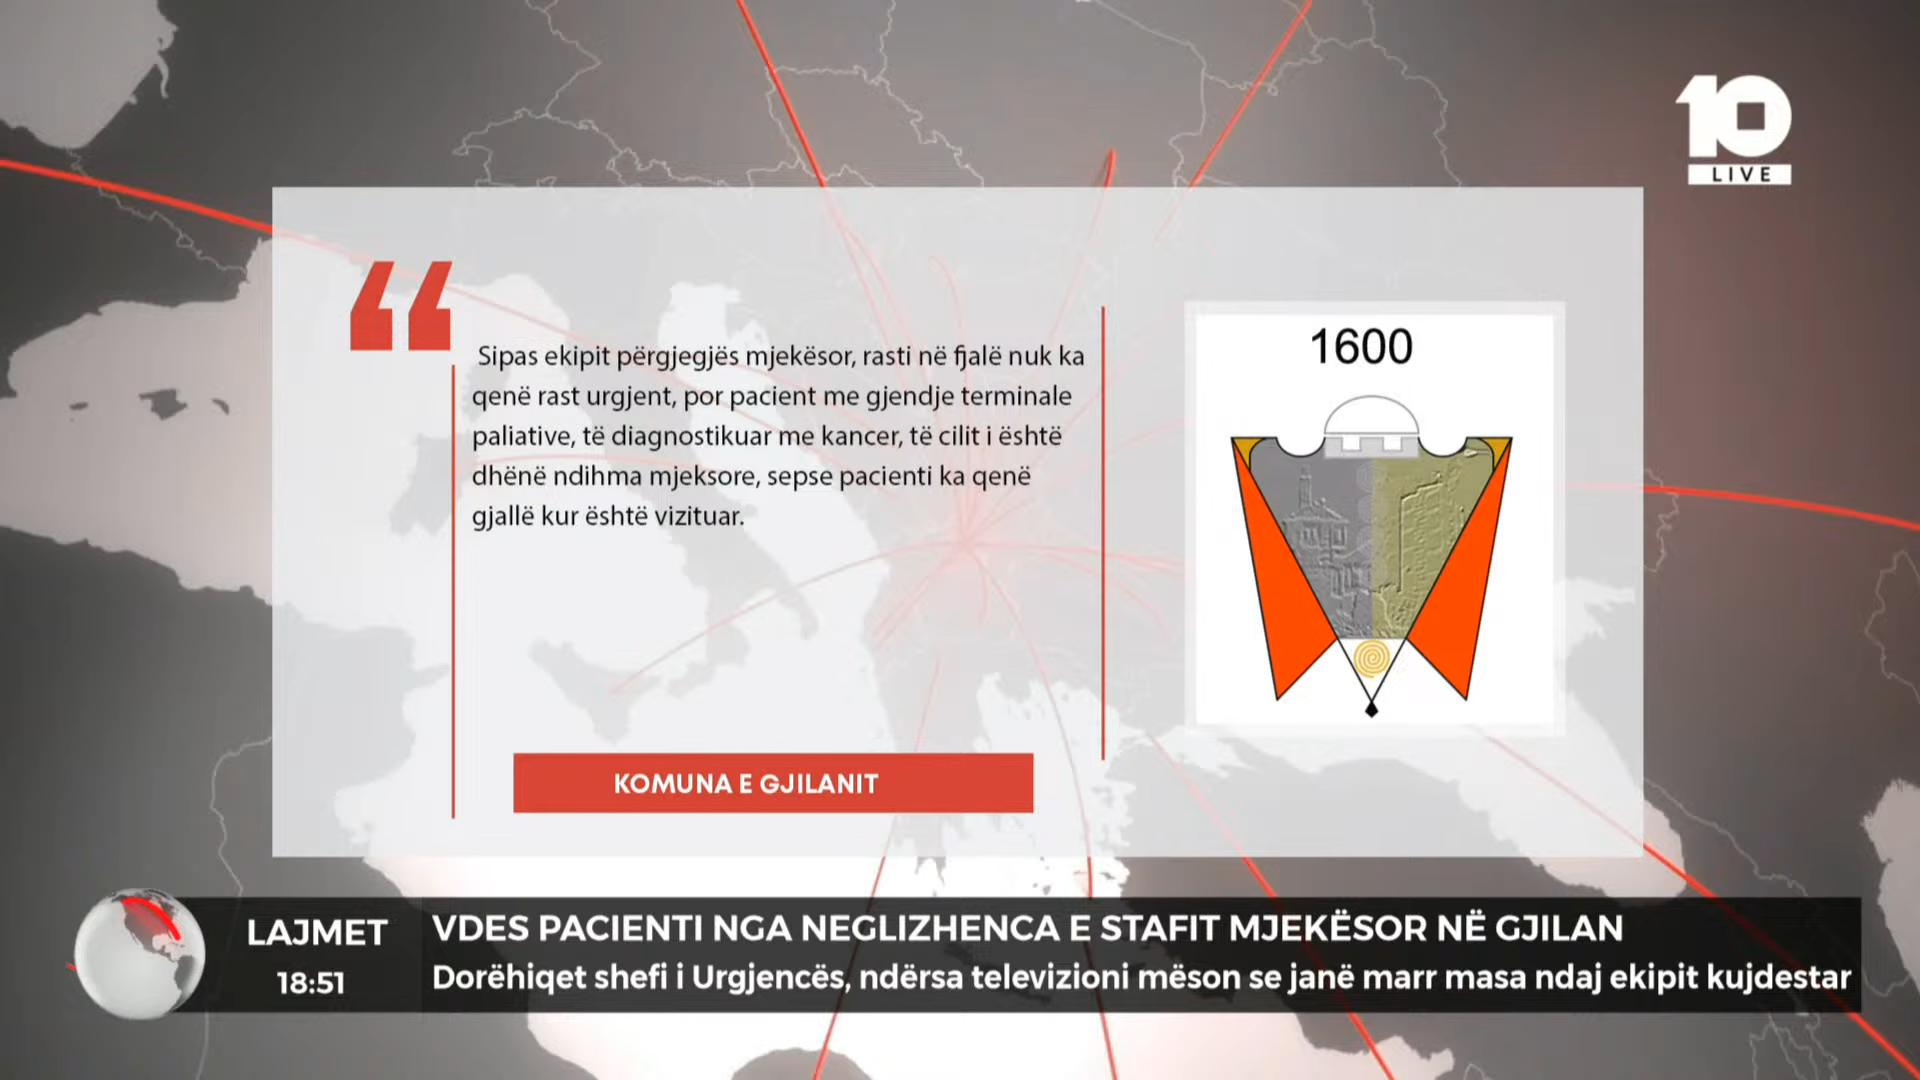 10
LIVE
“
Sipas ekipit përgjegjës mjekësor, rasti në fjalë nuk ka
qenë rast urgjent, por pacient me gjendje terminale
paliative, të diagnostikuar me kancer, të cilit i është
dhënë ndihma mjeksore, sepse pacienti ka qenë
gjallë kur është vizituar.
1600
KOMUNA E GJILANIT
LAJMET
18:51
VDES PACIENTI NGA NEGLIZHENCA E STAFIT MJEKËSOR NË GJILAN
Dorëhiqet shefi i Urgjencës, ndërsa televizioni mëson se janë marr masa ndaj ekipit kujdestar